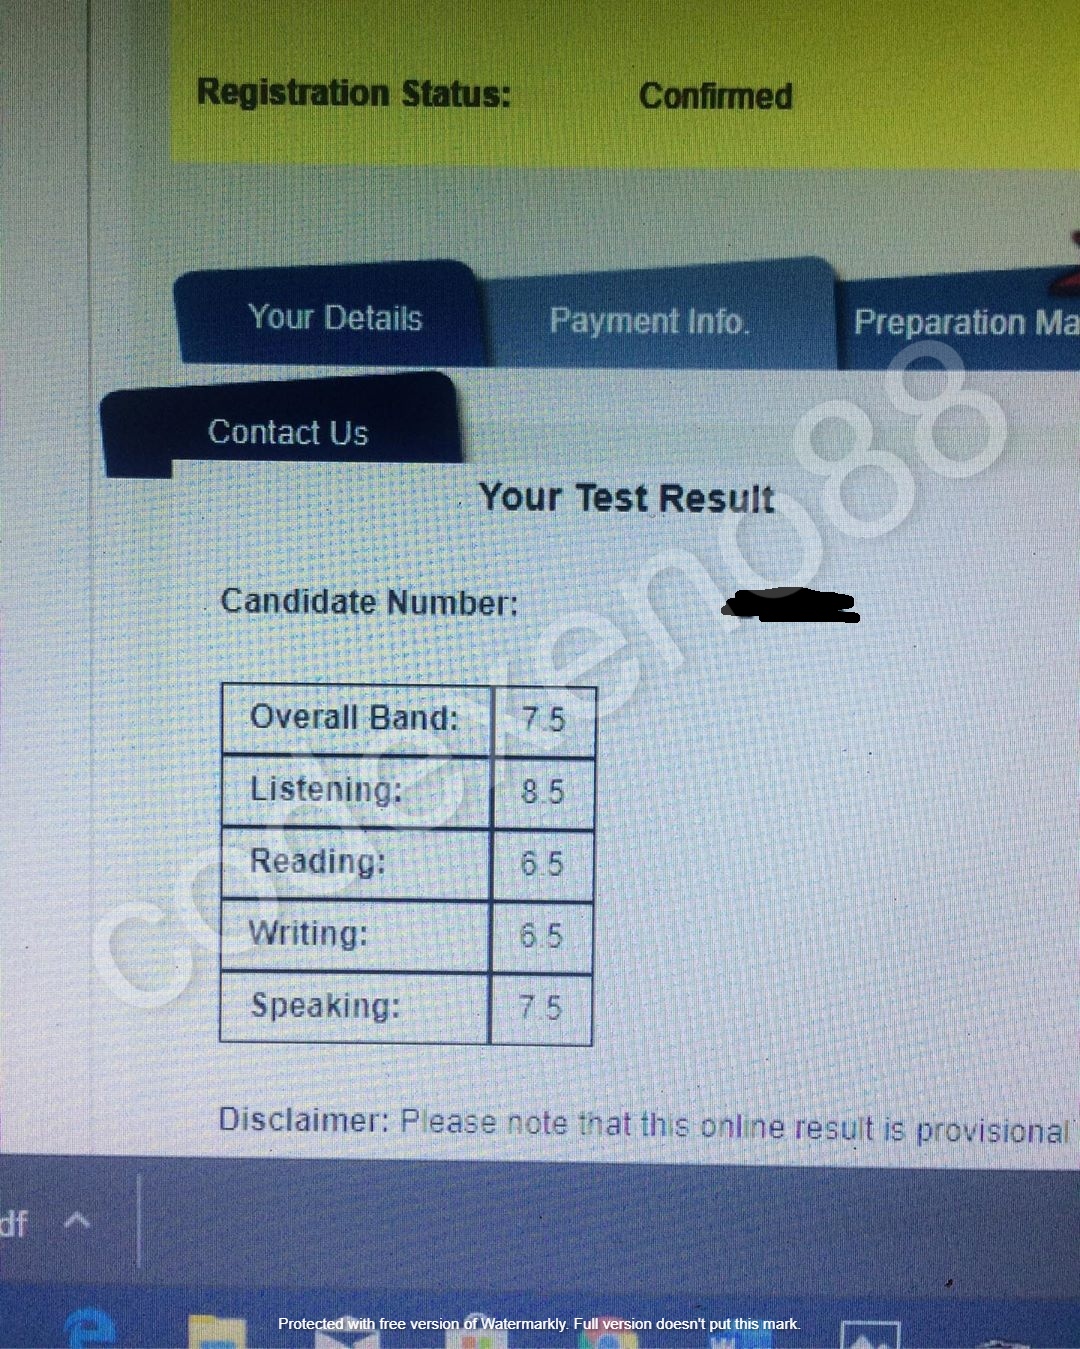 Registration Status: Confirmed
Your Details Payment Info. Preparation Ma
Contact Us
Your Test Result
Candidate Number:
Overall Band: 7.5
Listening: 8.5
Reading: 6.5
Writing: 6.5
Speaking: 7.5
Disclaimer: Please note that this online result is provisional
df
codexeno88
Protected with free version of Watermarkly. Full version doesn't put this mark.